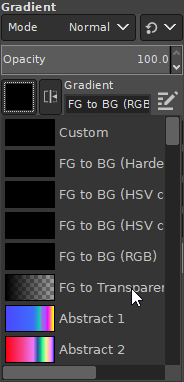 Gradient
Mode Normal
Opacity 100.0
Gradient
FG to BG (RGB
Custom
FG to BG (Harde
FG to BG (HSV c
FG to BG (HSV c
FG to BG (RGB)
FG to Transparen
Abstract 1
Abstract 2